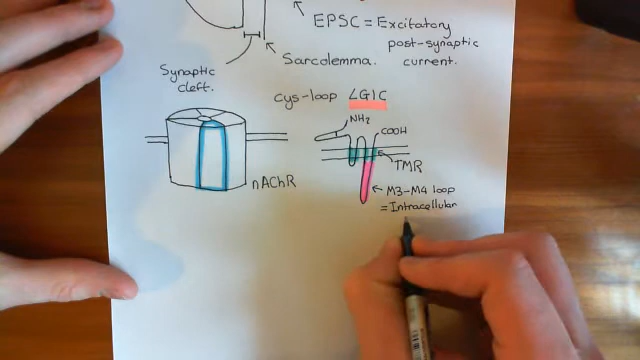 EPSC = Excitatory
post-synaptic
current.
Sarcolemma.
Synaptic
cleft.
cys-loop LGIC
NH₂
COOH
TMR
nAChR
M3-M4 loop
= Intracellular